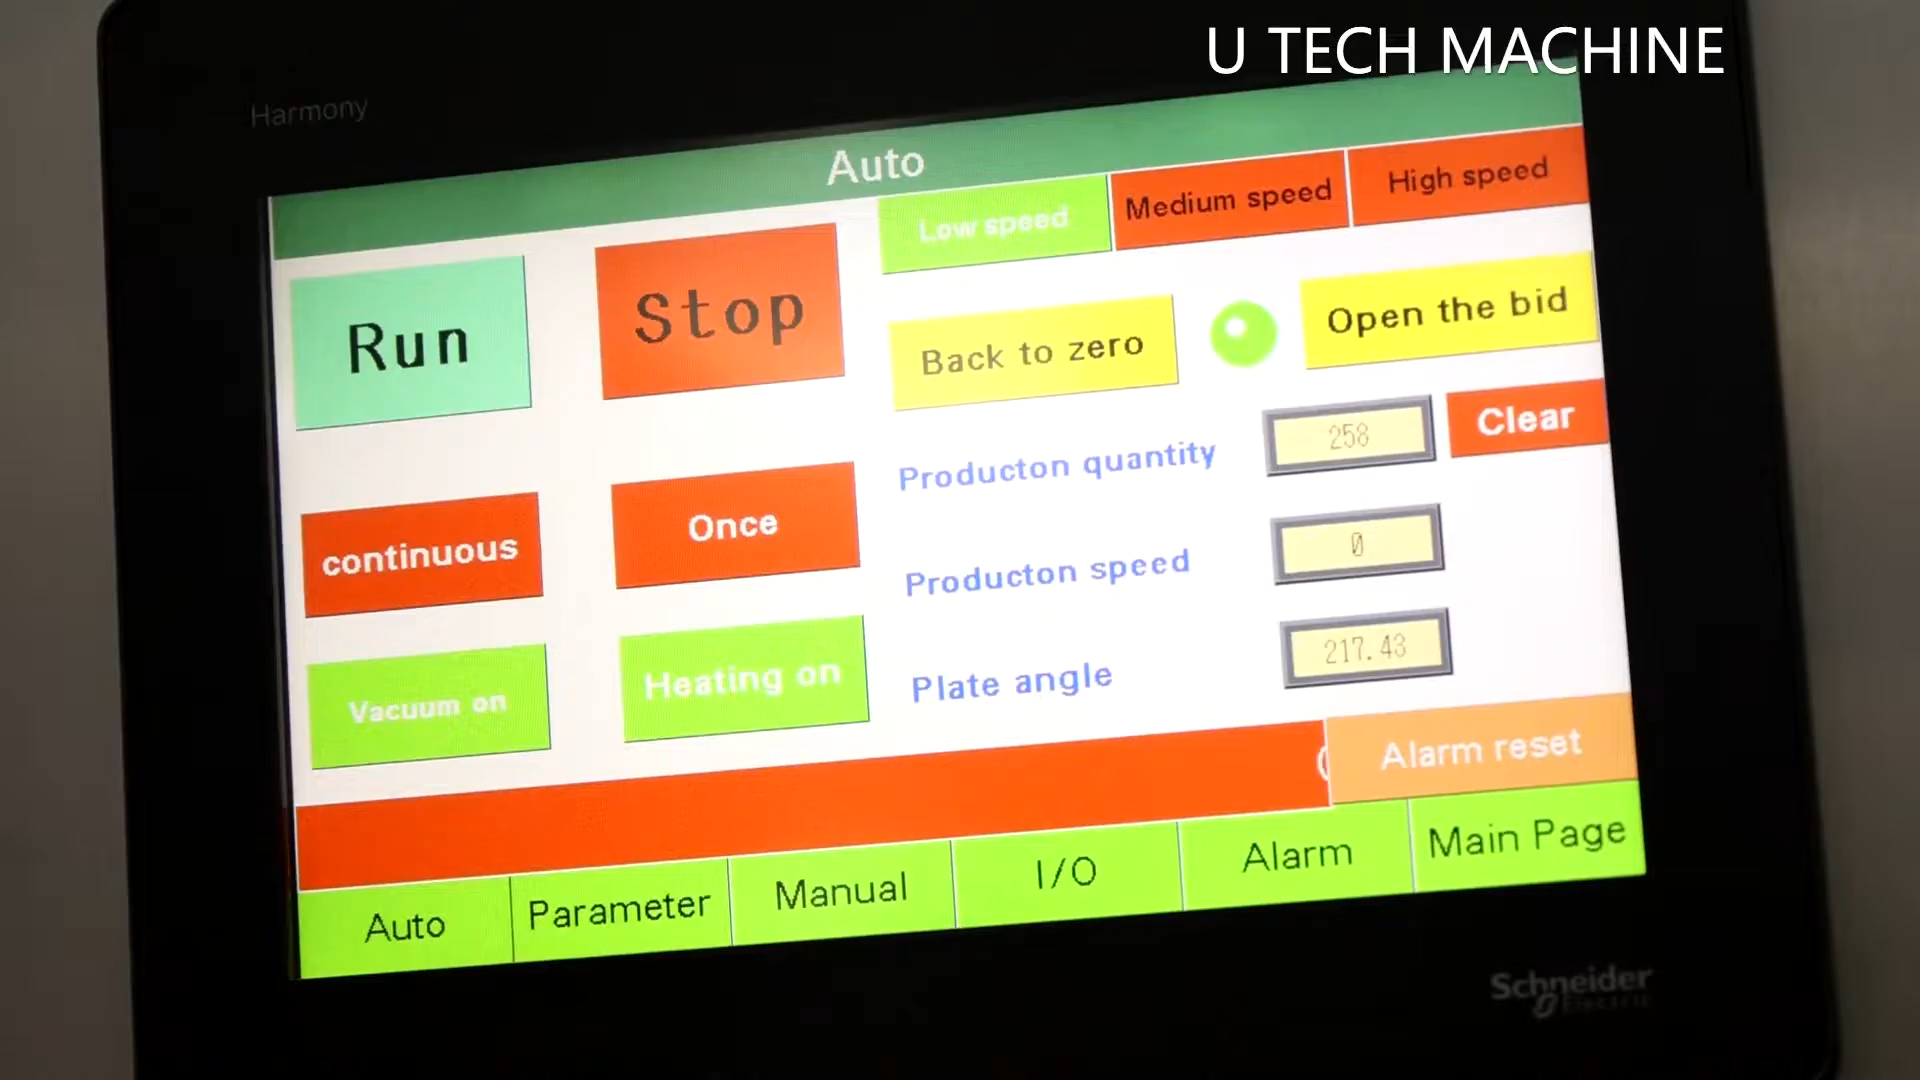 U TECH MACHINE
Harmony
Auto
Low speed
Medium speed
High speed
Run
Stop
Back to zero
Open the bid
Producton quantity
258
Clear
continuous
Once
Producton speed
0
Vacuum on
Heating on
Plate angle
217.43
Alarm reset
Auto
Parameter
Manual
I/O
Alarm
Main Page
Schneider
Electric